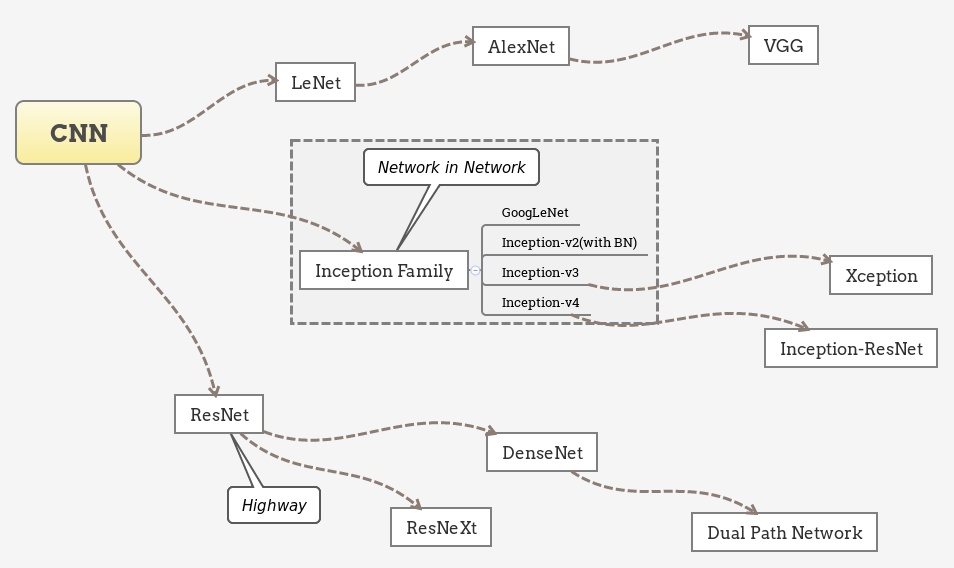 CNN
LeNet
AlexNet
VGG
Network in Network
Inception Family
GoogLeNet
Inception-v2(with BN)
Inception-v3
Inception-v4
Xception
Inception-ResNet
ResNet
Highway
ResNeXt
DenseNet
Dual Path Network